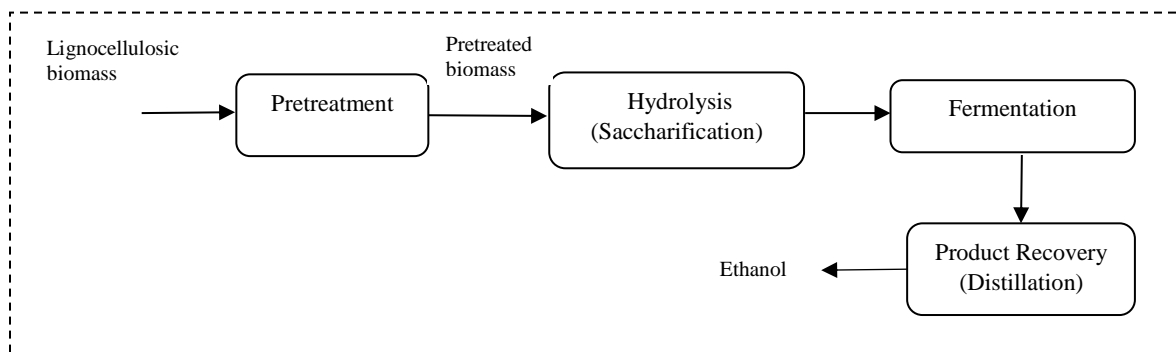 Lignocellulosic
biomass
Pretreatment
Pretreated
biomass
Hydrolysis
(Saccharification)
Fermentation
Product Recovery
(Distillation)
Ethanol